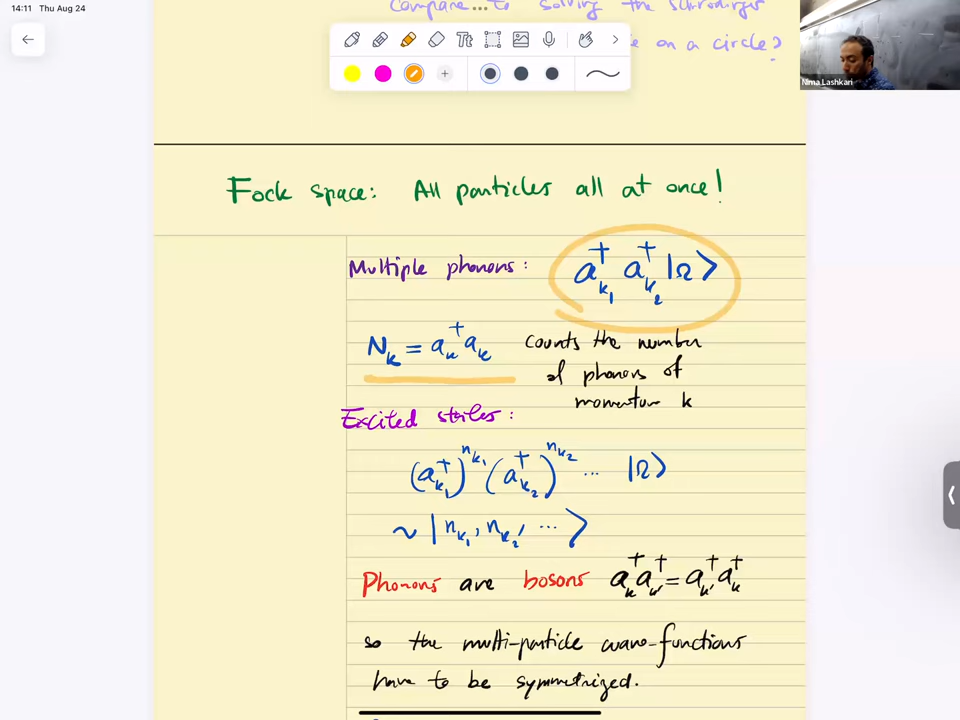 14:11 Thu Aug 24
Compare ... to solving the Schrodinger
on a circle?
Tt
Nima Lashkari
Fock space: All particles all at once!
Multiple phonons: a†k₁ a†k₂ |Ω>
Nk = a†k ak counts the number
of phonons of
momentum k
Excited states:
(a†k₁)^nk₁ (a†k₂)^nk₂ ... |Ω>
~ |nk₁, nk₂, ... >
Phonons are bosons a†k a†k' = a†k' a†k
so the multi-particle wave-functions
have to be symmetrized.